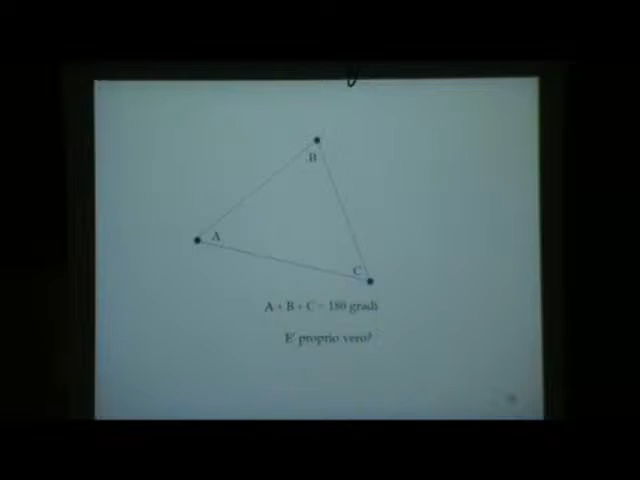 B
A
C
A + B + C = 180 gradi
E' proprio vero?